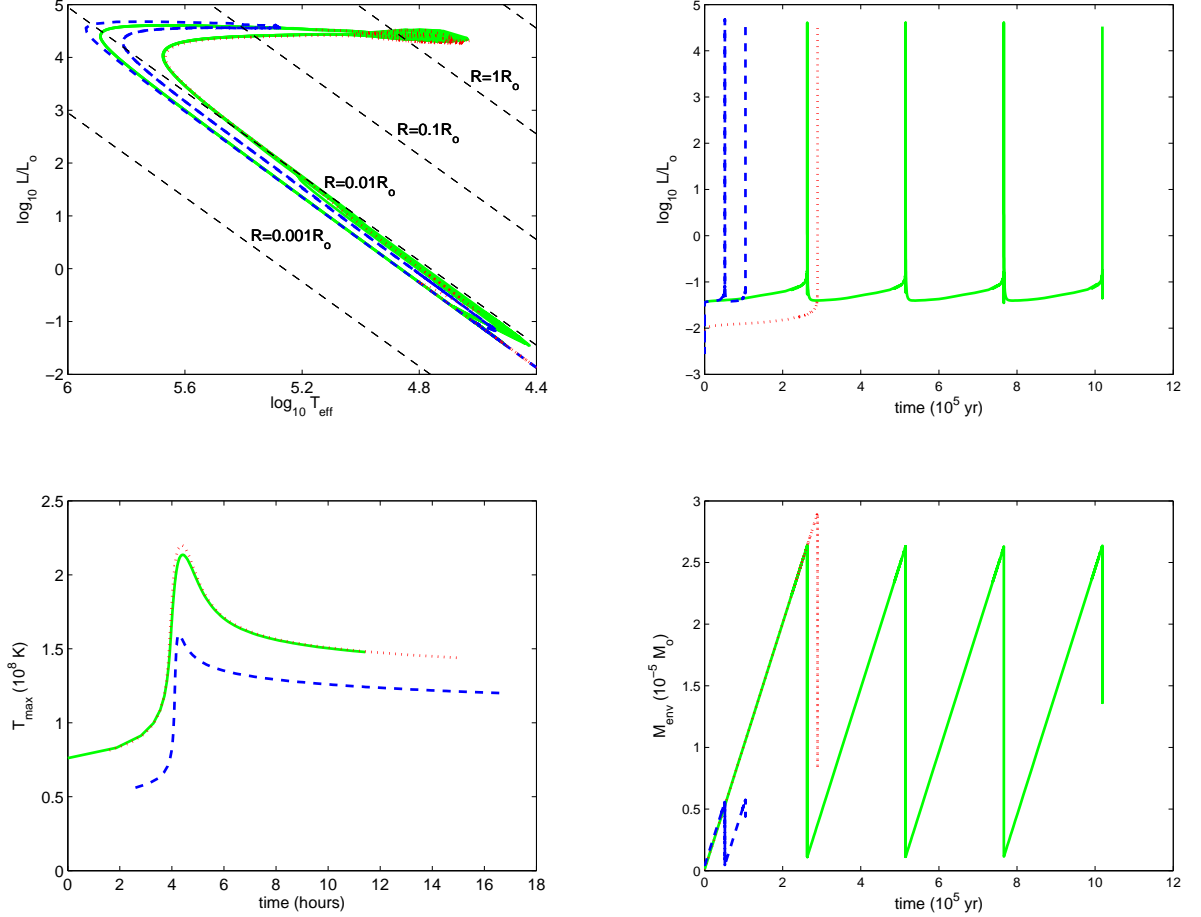 5
4
3
2
1
0
−1
−2
log10 L/Lo
R=1Ro
R=0.1Ro
R=0.01Ro
R=0.001Ro
6 5.6 5.2 4.8 4.4
log10 Teff
5
4
3
2
1
0
−1
−2
−3
log10 L/Lo
0 2 4 6 8 10 12
time (10^5 yr)
2.5
2
1.5
1
0.5
0
Tmax (10^8 K)
0 2 4 6 8 10 12 14 16 18
time (hours)
3
2.5
2
1.5
1
0.5
0
Menv (10^−5 Mo)
0 2 4 6 8 10 12
time (10^5 yr)